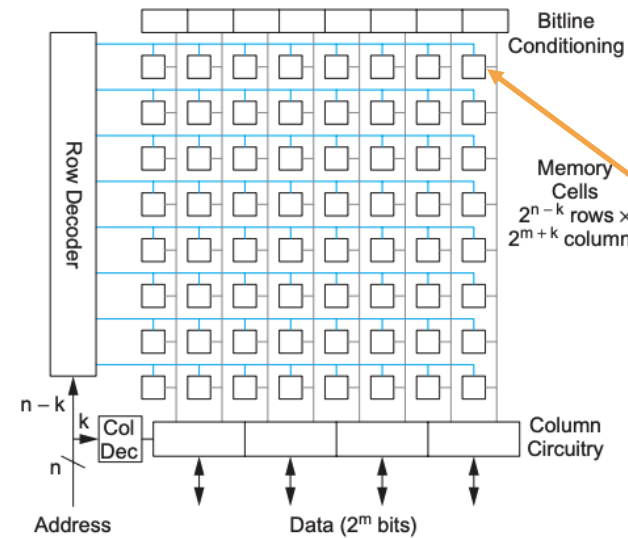 Bitline
Conditioning
Row Decoder
Memory
Cells
2ⁿ⁻ᵏ rows ×
2ᵐ⁺ᵏ column
n – k
k
Col
Dec
n
Column
Circuitry
Address
Data (2ᵐ bits)